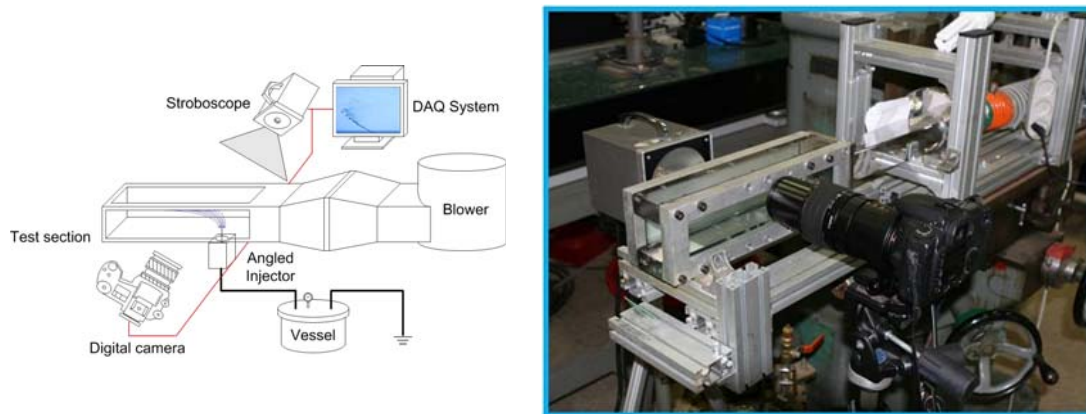 Stroboscope
DAQ System
Blower
Test section
Angled
Injector
Vessel
Digital camera